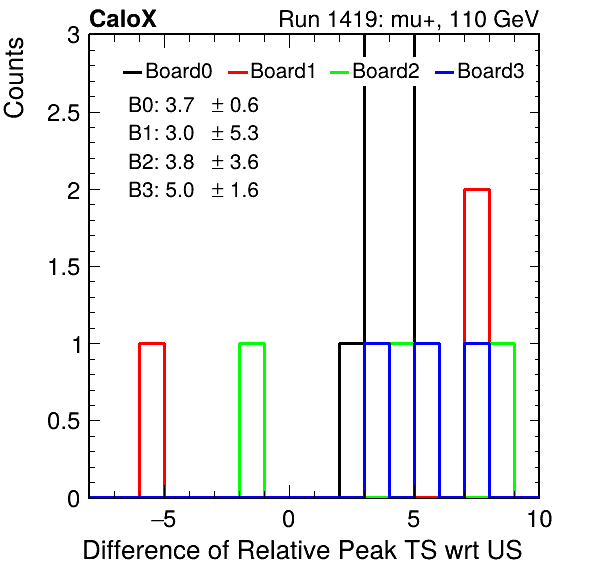 CaloX Run 1419: mu+, 110 GeV
Counts
Board0 Board1 Board2 Board3
B0: 3.7 ± 0.6
B1: 3.0 ± 5.3
B2: 3.8 ± 3.6
B3: 5.0 ± 1.6
3
2.5
2
1.5
1
0.5
0
−5 0 5 10
Difference of Relative Peak TS wrt US